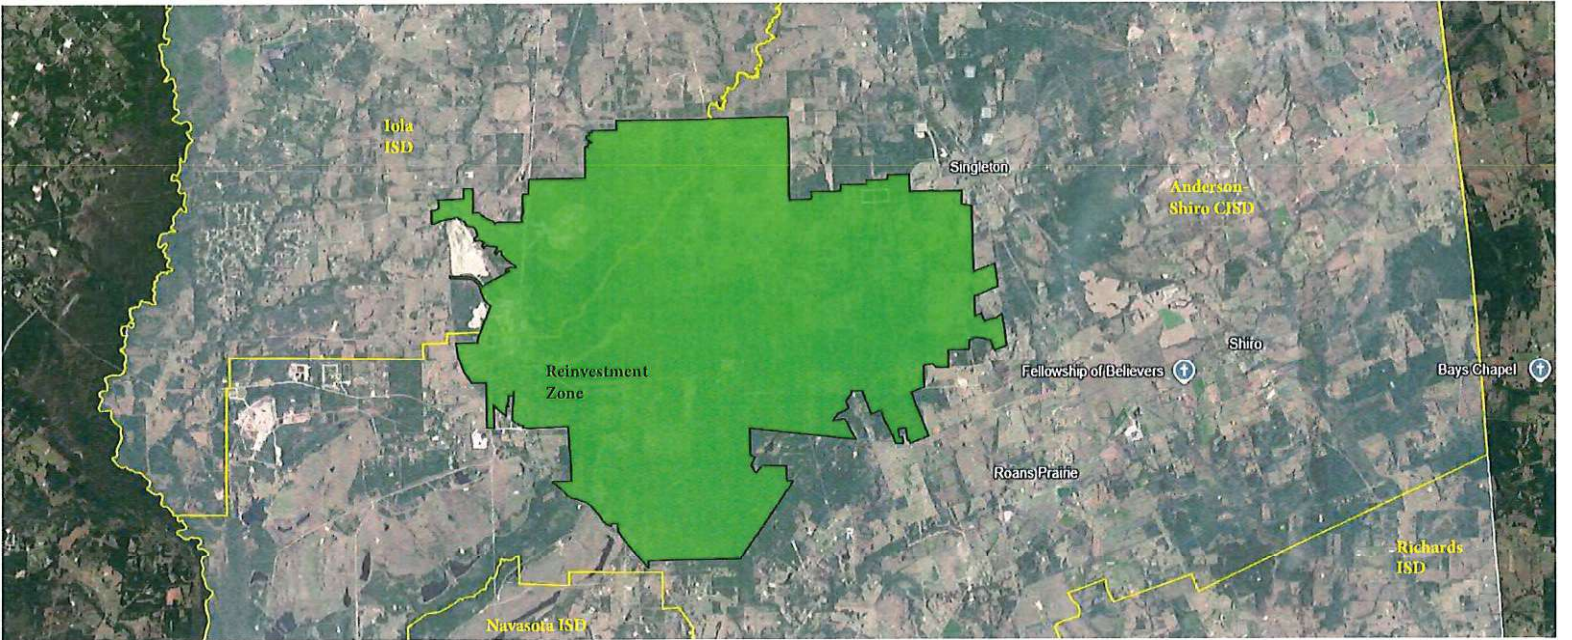 Iola
ISD
Singleton
Anderson-
Shiro CISD
Shiro
Reinvestment
Zone
Fellowship of Believers
Bays Chapel
Roans Prairie
Richards
ISD
Navasota ISD